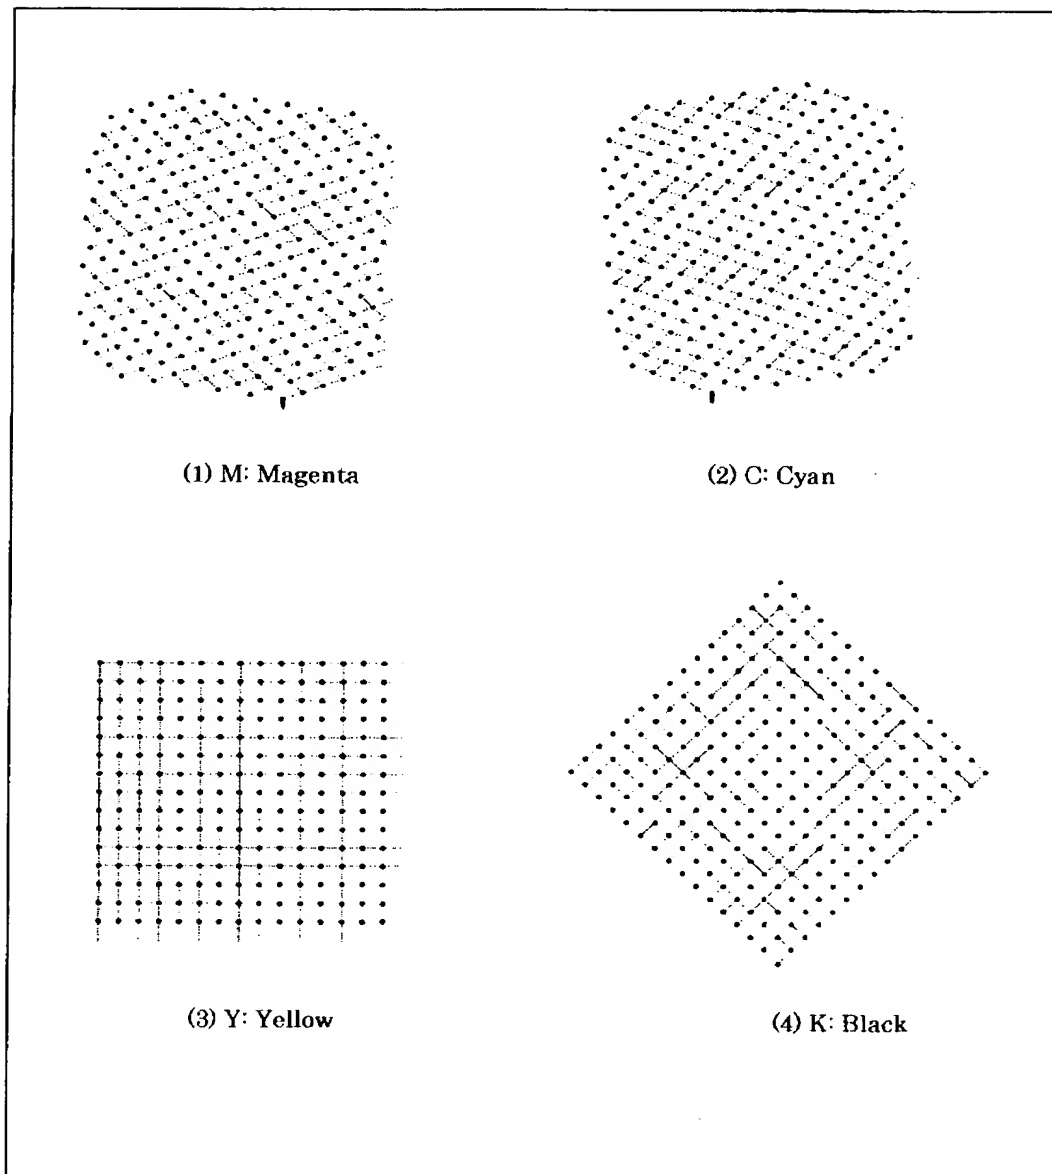 (1) M: Magenta
(2) C: Cyan
(3) Y: Yellow
(4) K: Black